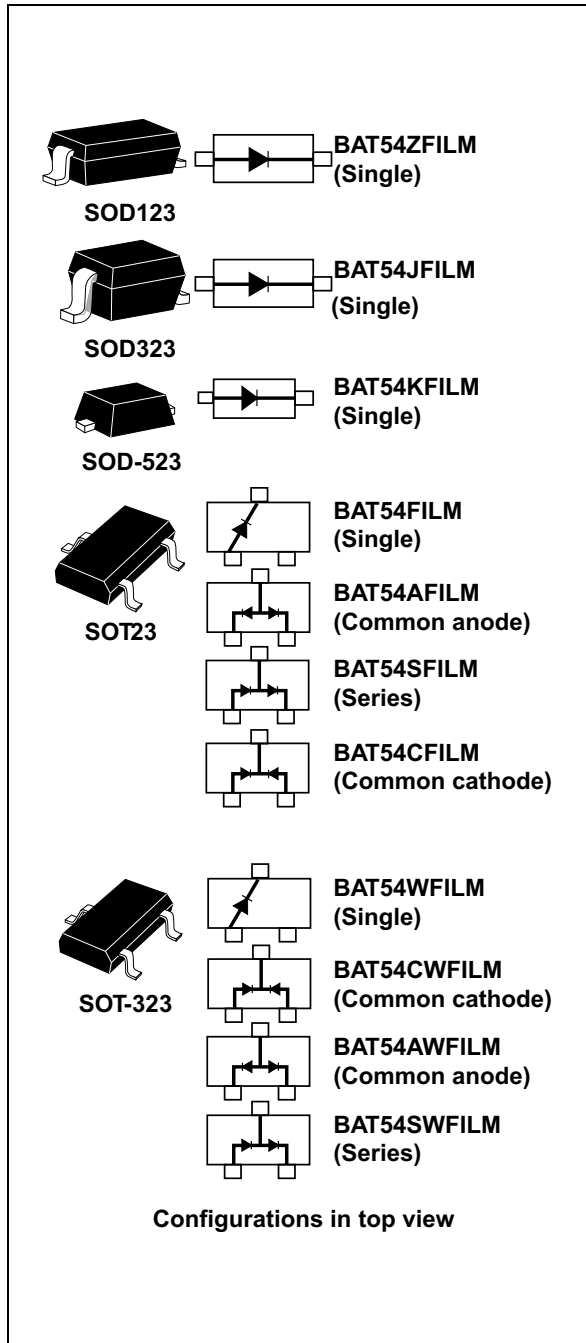 BAT54ZFILM
(Single)
SOD123
BAT54JFILM
(Single)
SOD323
BAT54KFILM
(Single)
SOD-523
BAT54FILM
(Single)
BAT54AFILM
(Common anode)
SOT23
BAT54SFILM
(Series)
BAT54CFILM
(Common cathode)
BAT54WFILM
(Single)
BAT54CWFILM
(Common cathode)
SOT-323
BAT54AWFILM
(Common anode)
BAT54SWFILM
(Series)
Configurations in top view